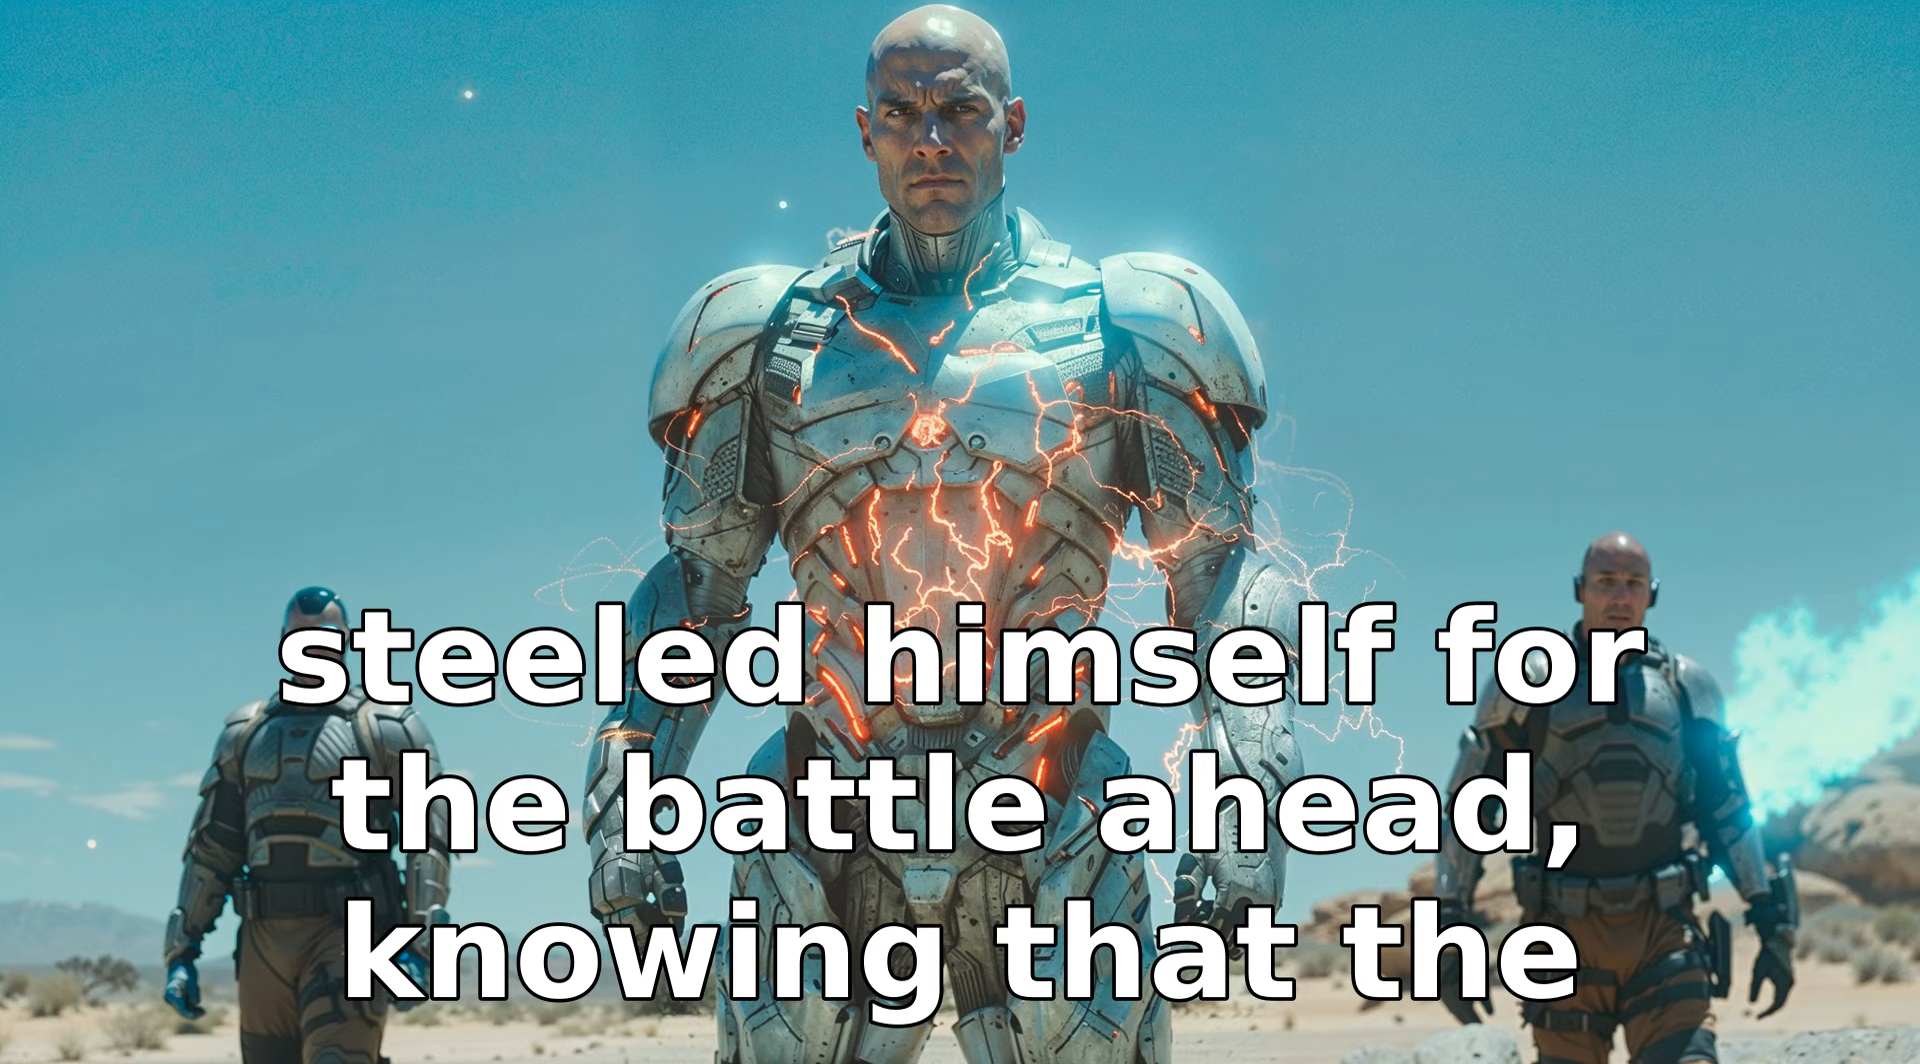 steeled himself for
the battle ahead,
knowing that the